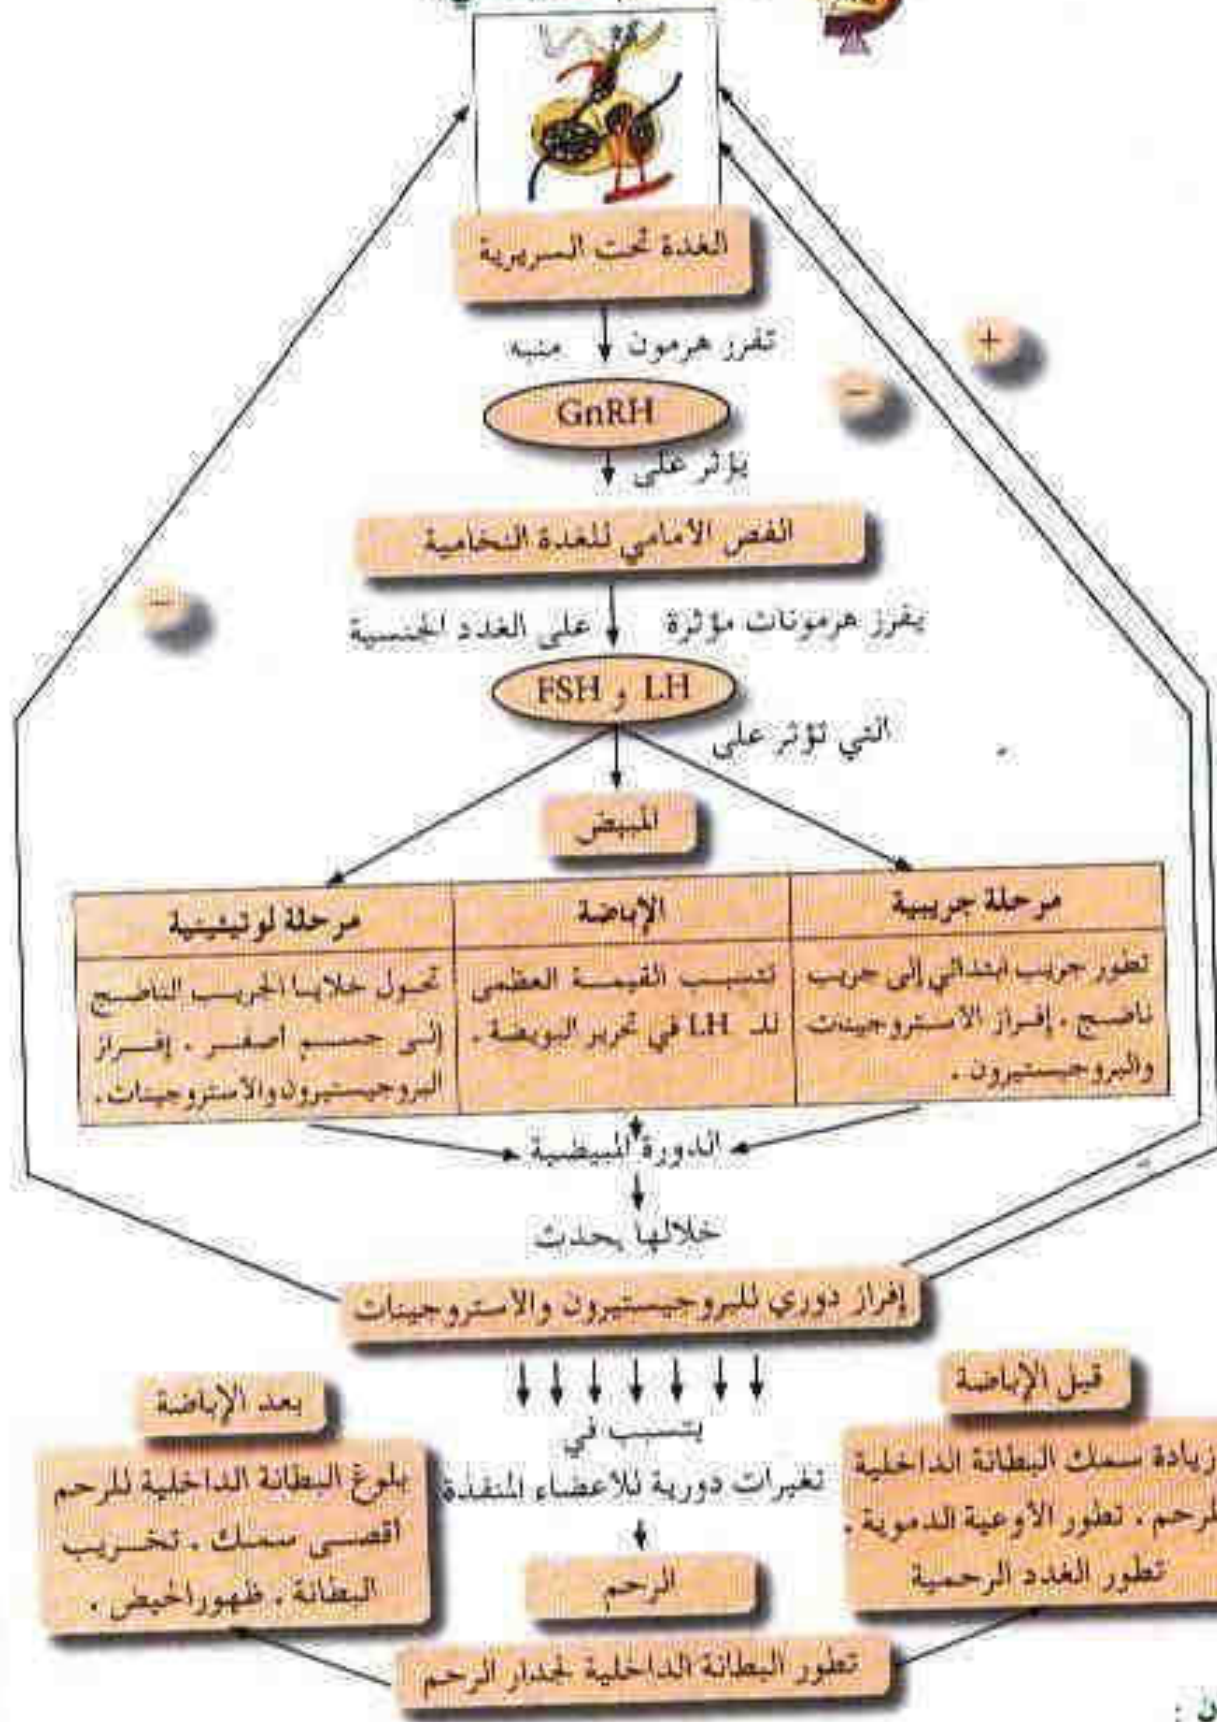 الغدة تحت السريرية
تفرز هرمون منبه
GnRH
يؤثر على
الفص الأمامي للغدة النخامية
يفرز هرمونات مؤثرة على الغدد الجنسية
FSH و LH
التي تؤثر على
المبيض
+
−
−
مرحلة جريبية
تطور جريب ابتدائي إلى جريب
ناضج . إفراز الاستروجينات
والبروجيستيرون .
الإباضة
تتسبب القيمة العظمى
للـ LH في تحرير البويضة .
مرحلة لوتيئينية
تحول خلايا الجريب الناضج
إلى جسم أصفر . إفراز
البروجيستيرون والاستروجينات .
الدورة المبيضية
خلالها يحدث
إفراز دوري للبروجيستيرون والاستروجينات
يتسبب في
تغيرات دورية للأعضاء المنفذة
الرحم
تطور البطانة الداخلية لجدار الرحم
قبل الإباضة
زيادة سمك البطانة الداخلية
للرحم . تطور الأوعية الدموية .
تطور الغدد الرحمية
بعد الإباضة
بلوغ البطانة الداخلية للرحم
أقصى سمك . تخريب
البطانة . ظهور الحيض .